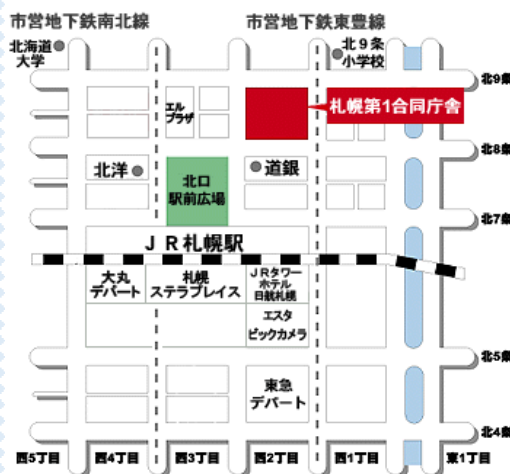 市営地下鉄南北線
市営地下鉄東豊線
北海道
大学
北9条
小学校
北9条
エル
プラザ
札幌第1合同庁舎
北8条
北洋
道銀
北口
駅前広場
北7条
JR札幌駅
大丸
デパート
札幌
ステラプレイス
JRタワー
ホテル
日航札幌
エスタ
ビックカメラ
北5条
東急
デパート
北4条
西5丁目
西4丁目
西3丁目
西2丁目
西1丁目
東1丁目